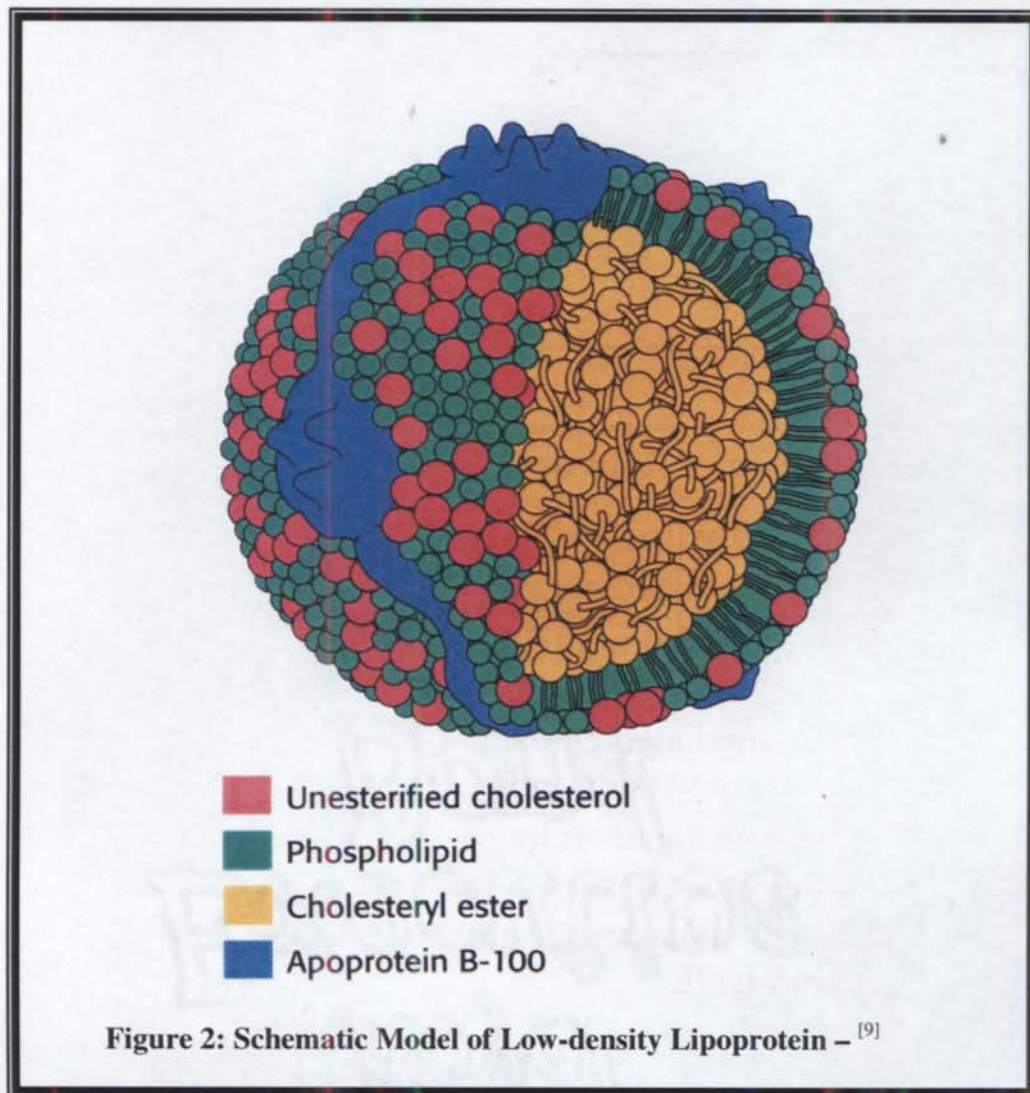 Unesterified cholesterol
Phospholipid
Cholesteryl ester
Apoprotein B-100
Figure 2: Schematic Model of Low-density Lipoprotein – [9]